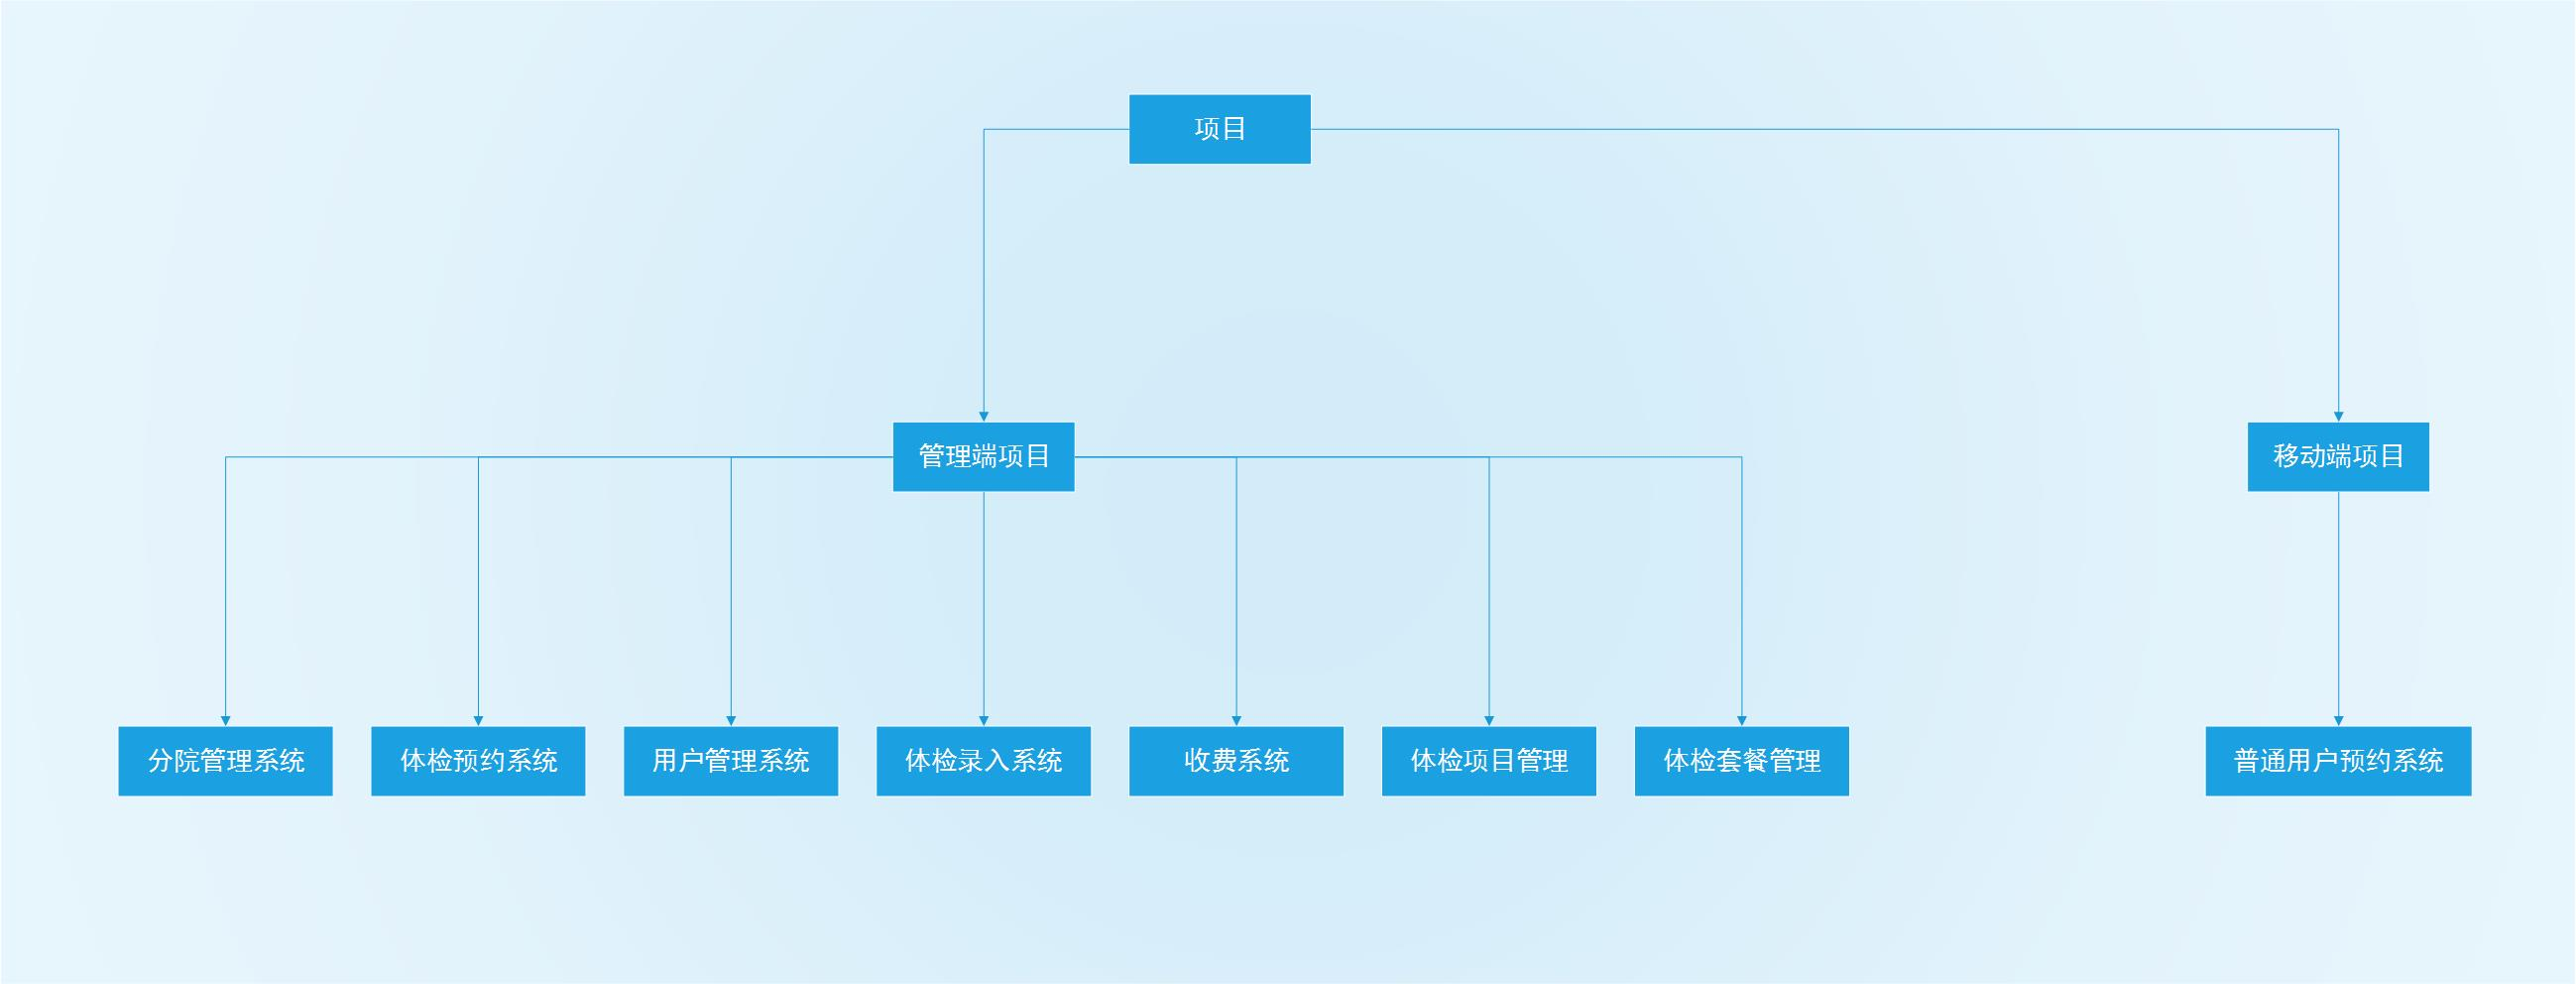 项目
管理端项目
移动端项目
分院管理系统
体检预约系统
用户管理系统
体检录入系统
收费系统
体检项目管理
体检套餐管理
普通用户预约系统